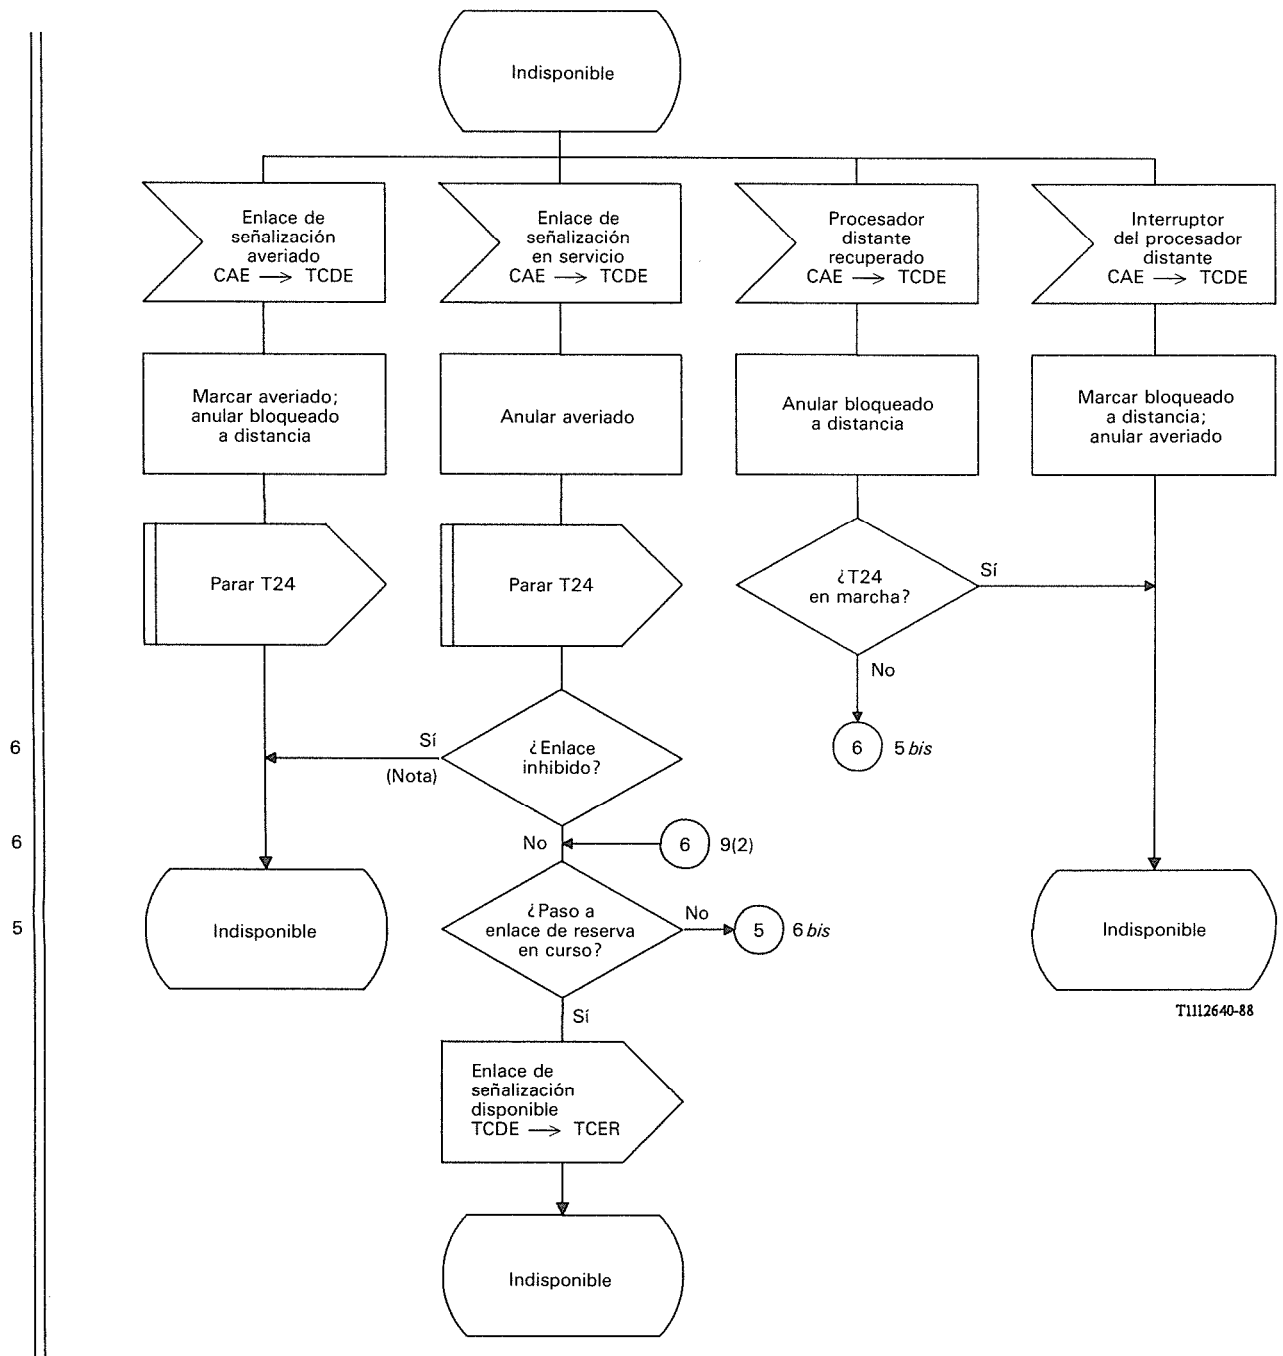 Indisponible
Enlace de
señalización
averiado
CAE → TCDE
Enlace de
señalización
en servicio
CAE → TCDE
Procesador
distante
recuperado
CAE → TCDE
Interruptor
del procesador
distante
CAE → TCDE
Marcar averiado;
anular bloqueado
a distancia
Anular averiado
Anular bloqueado
a distancia
Marcar bloqueado
a distancia;
anular averiado
Parar T24
Parar T24
¿T24
en marcha?
Sí
No
6 5 bis
6
Sí
(Nota)
¿Enlace
inhibido?
6
No
6 9(2)
5
Indisponible
¿Paso a
enlace de reserva
en curso?
No
5 6 bis
Indisponible
T1112640-88
Sí
Enlace de
señalización
disponible
TCDE → TCER
Indisponible